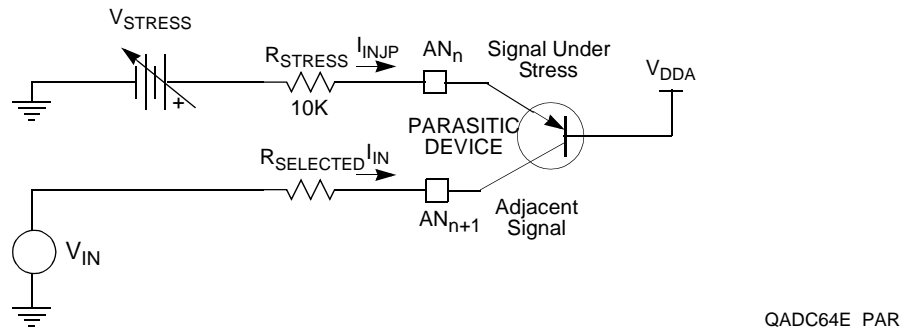 VSTRESS
+
RSTRESS
10K
IINJP
ANn
Signal Under
Stress
VDDA
PARASITIC
DEVICE
RSELECTED
IIN
ANn+1
Adjacent
Signal
VIN
QADC64E PAR